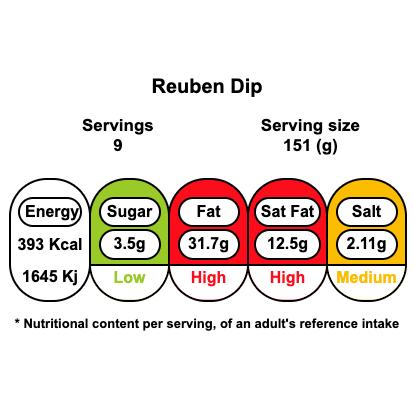 Reuben Dip
Servings
9
Serving size
151 (g)
Energy
393 Kcal
1645 Kj
Sugar
3.5g
Low
Fat
31.7g
High
Sat Fat
12.5g
High
Salt
2.11g
Medium
* Nutritional content per serving, of an adult's reference intake